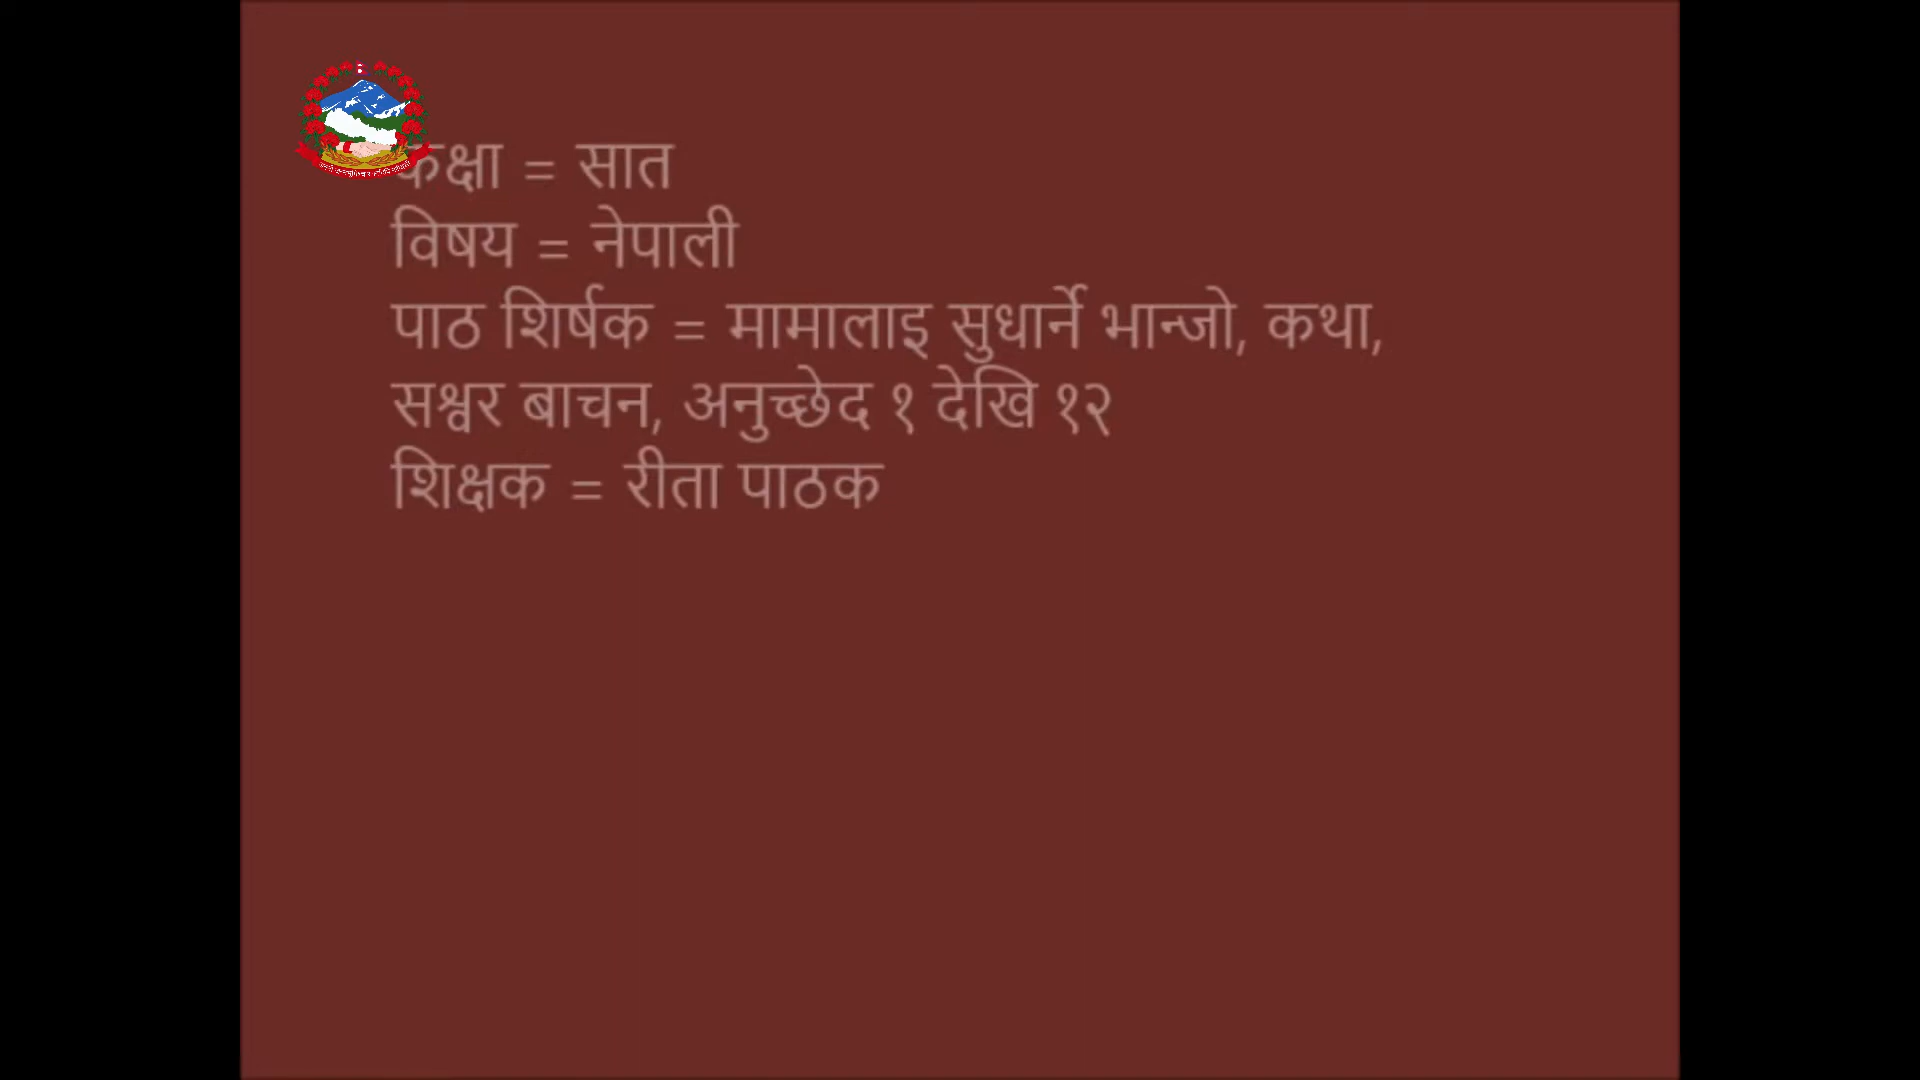 कक्षा = सात
विषय = नेपाली
पाठ शिर्षक = मामालाइ सुधार्ने भान्जो, कथा,
सश्वर बाचन, अनुच्छेद १ देखि १२
शिक्षक = रीता पाठक